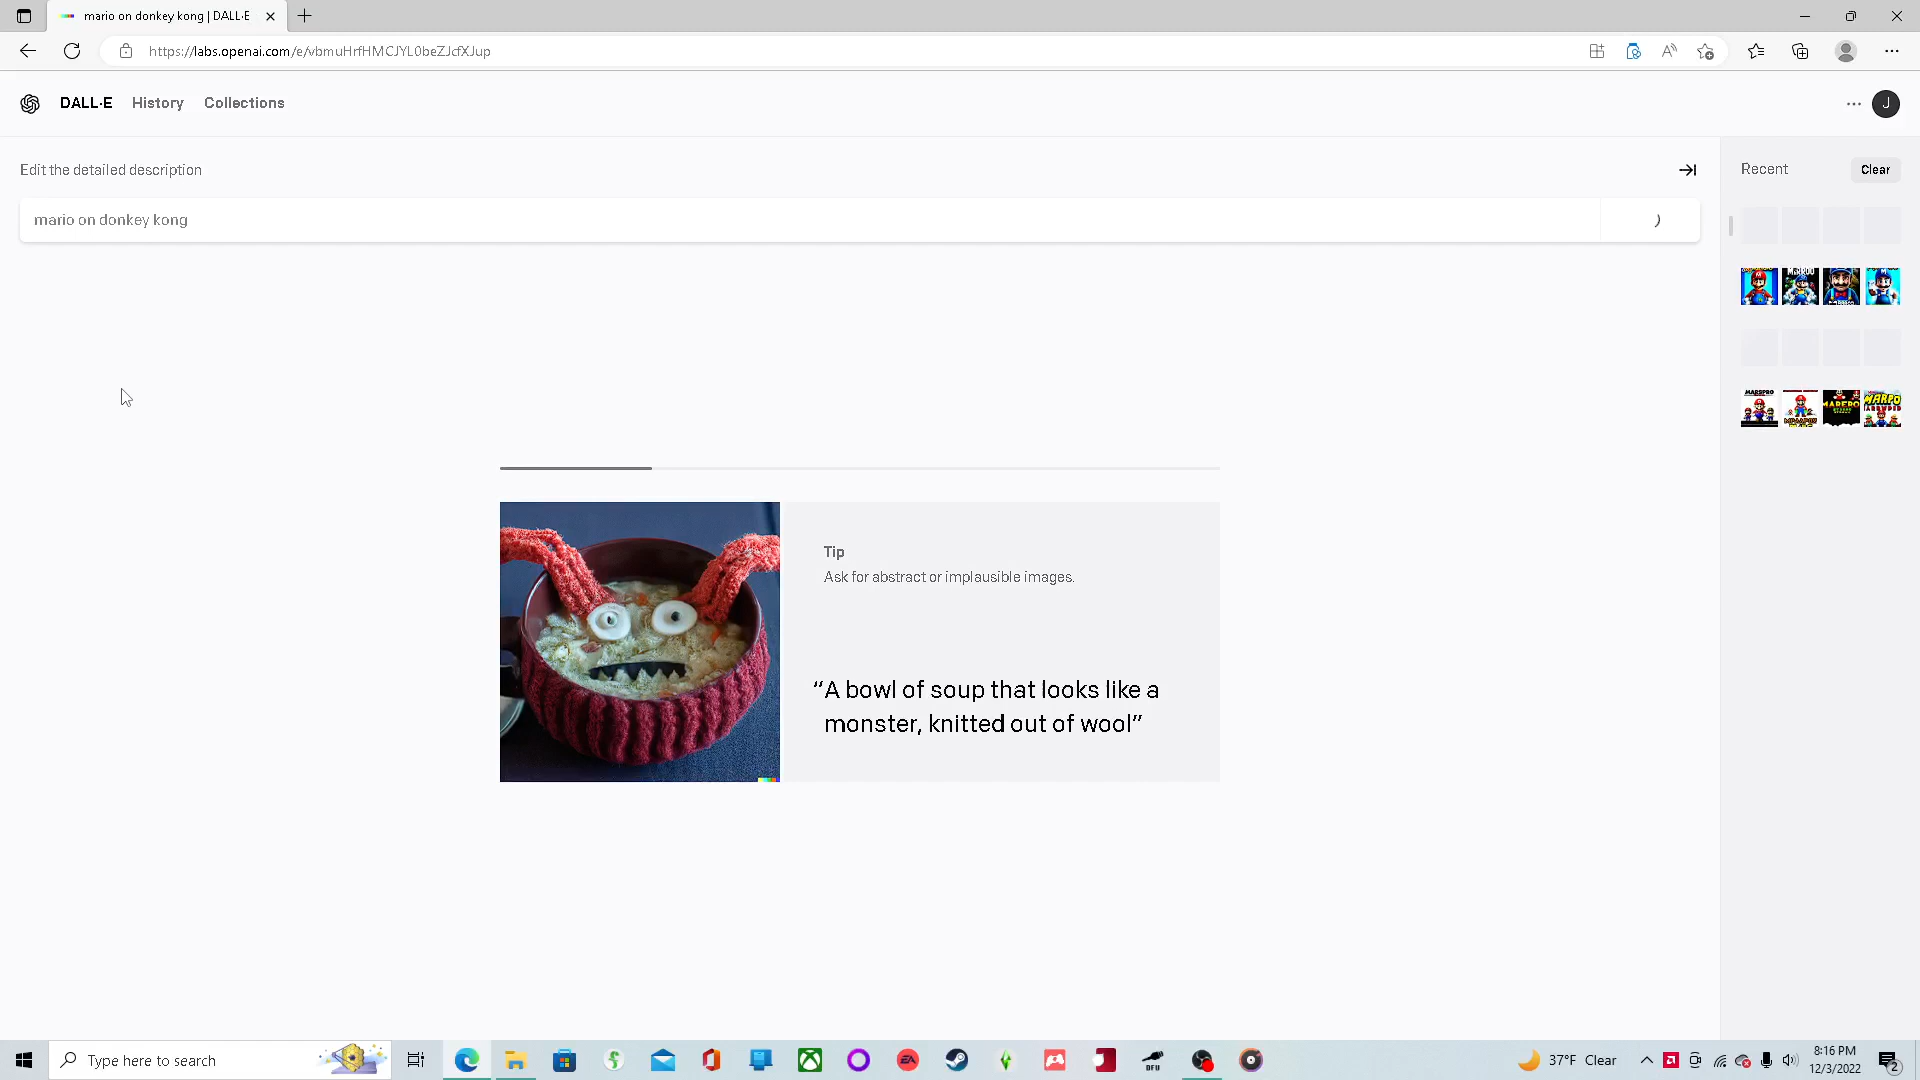 mario on donkey kong | DALL·E
https://labs.openai.com/e/vbmuHrfHMCJYL0beZJcfXJup
DALL·E History Collections
J
Edit the detailed description
Recent Clear
mario on donkey kong
Tip
Ask for abstract or implausible images.
“A bowl of soup that looks like a
monster, knitted out of wool”
Type here to search
37°F Clear
8:16 PM
12/3/2022
2